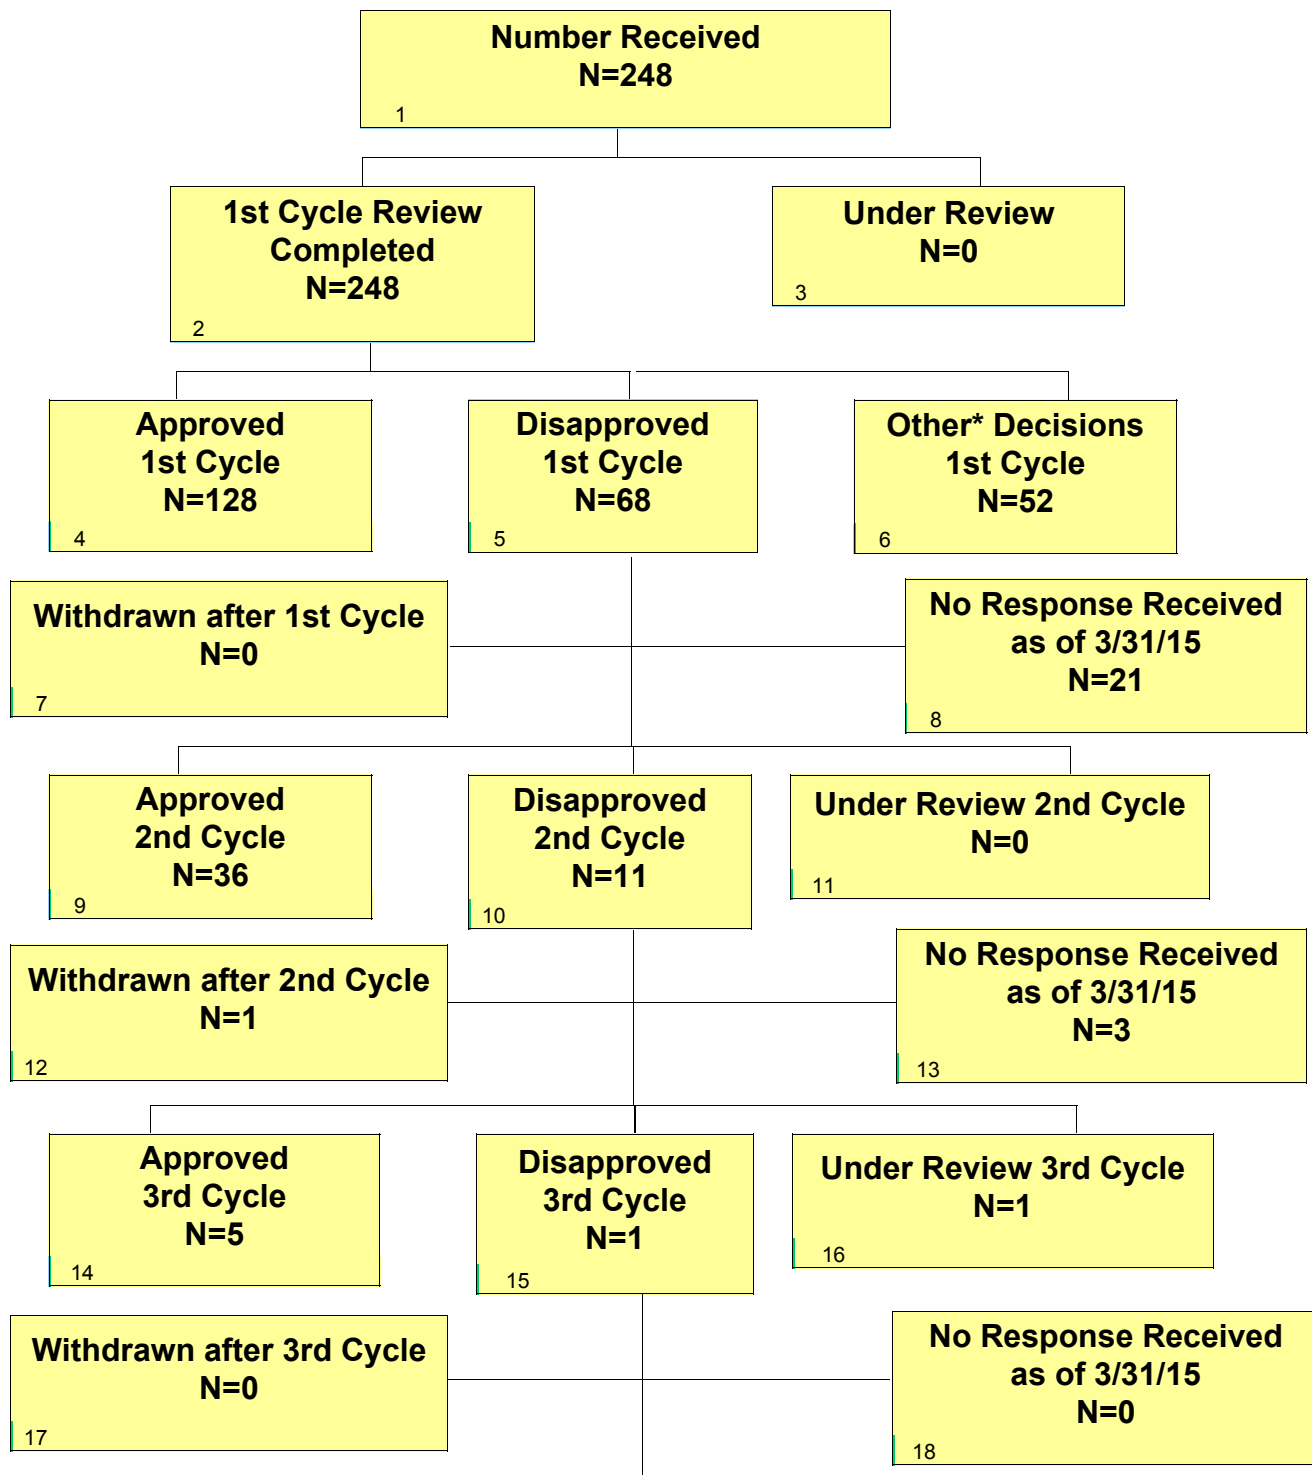 Number Received
N=248
1
1st Cycle Review
Completed
N=248
2
Under Review
N=0
3
Approved
1st Cycle
N=128
4
Disapproved
1st Cycle
N=68
5
Other* Decisions
1st Cycle
N=52
6
Withdrawn after 1st Cycle
N=0
7
No Response Received
as of 3/31/15
N=21
8
Approved
2nd Cycle
N=36
9
Disapproved
2nd Cycle
N=11
10
Under Review 2nd Cycle
N=0
11
Withdrawn after 2nd Cycle
N=1
12
No Response Received
as of 3/31/15
N=3
13
Approved
3rd Cycle
N=5
14
Disapproved
3rd Cycle
N=1
15
Under Review 3rd Cycle
N=1
16
Withdrawn after 3rd Cycle
N=0
17
No Response Received
as of 3/31/15
N=0
18